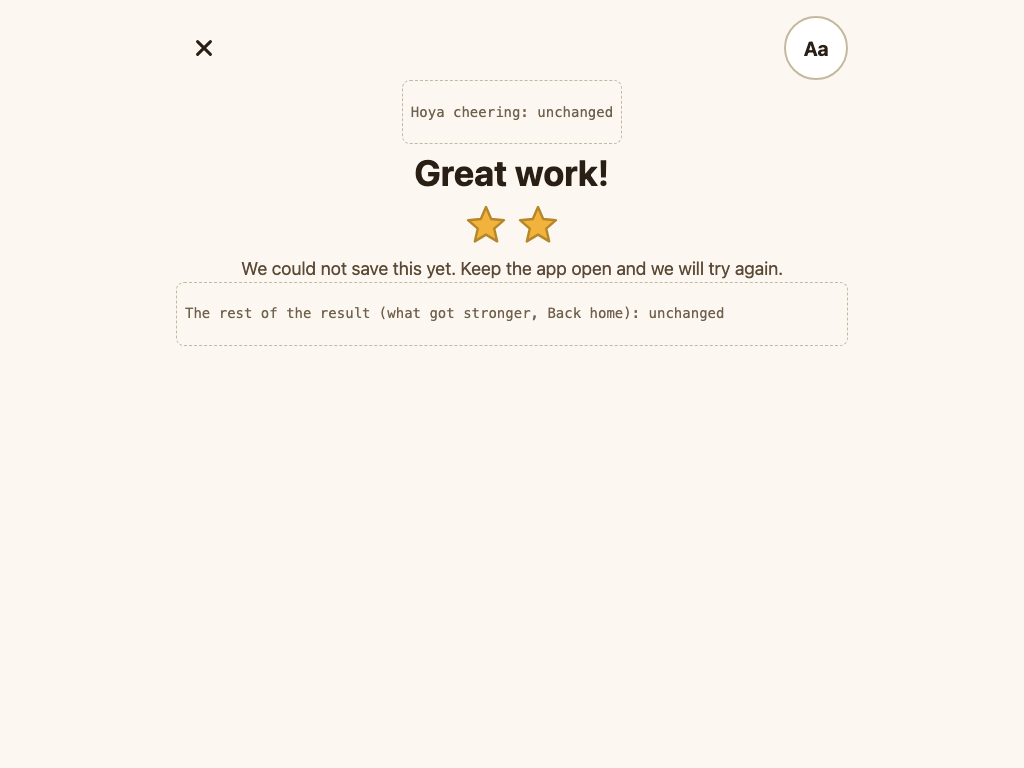 Aa
Hoya cheering: unchanged
Great work!
We could not save this yet. Keep the app open and we will try again.
The rest of the result (what got stronger, Back home): unchanged